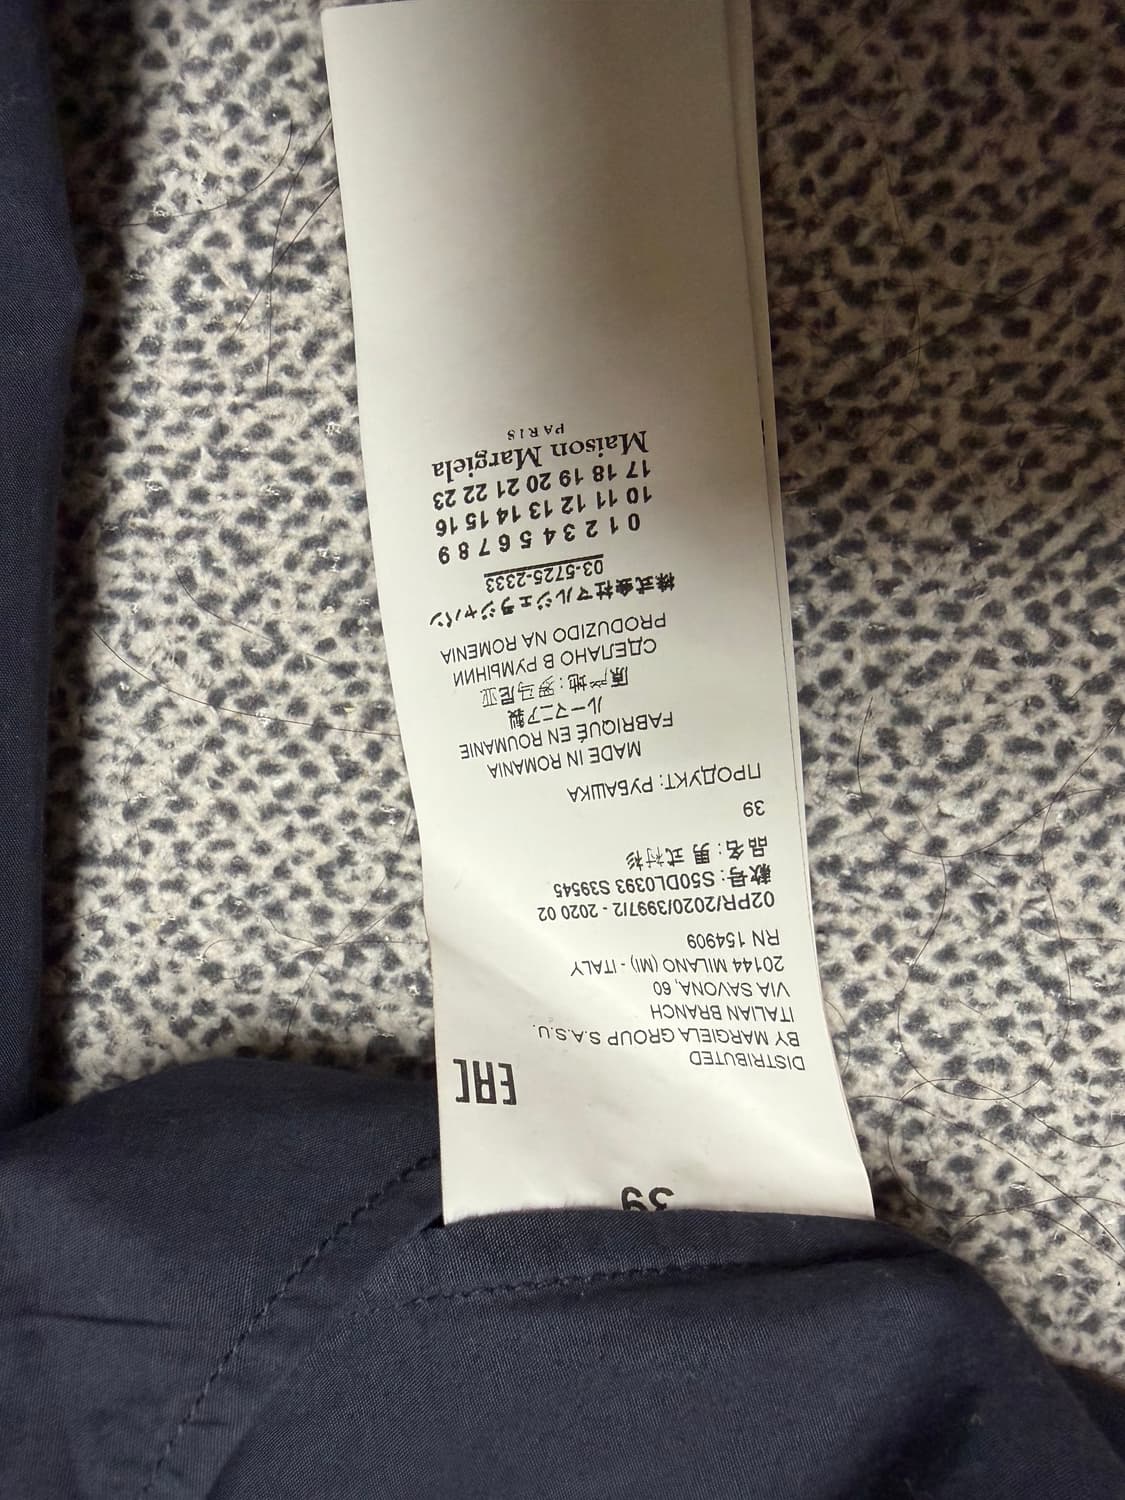 39
EAC
DISTRIBUTED
BY MARGIELA GROUP S.A.S.U.
ITALIAN BRANCH
VIA SAVONA, 60
20144 MILANO (MI) - ITALY
RN 154909
02PR/2020/3997/2 - 2020 02
款号: S50DL0393 S39545
品名: 男式衬衫
39
ПРОДУКТ: РУБАШКА
MADE IN ROMANIA
FABRIQUÉ EN ROUMANIE
ルーマニア製
原产地: 罗马尼亚
СДЕЛАНО В РУМЫНИИ
PRODUZIDO NA ROMENIA
株式会社マルジェラジャパン
03-5725-2333
0 1 2 3 4 5 6 7 8 9
10 11 12 13 14 15 16
17 18 19 20 21 22 23
Maison Margiela
PARIS